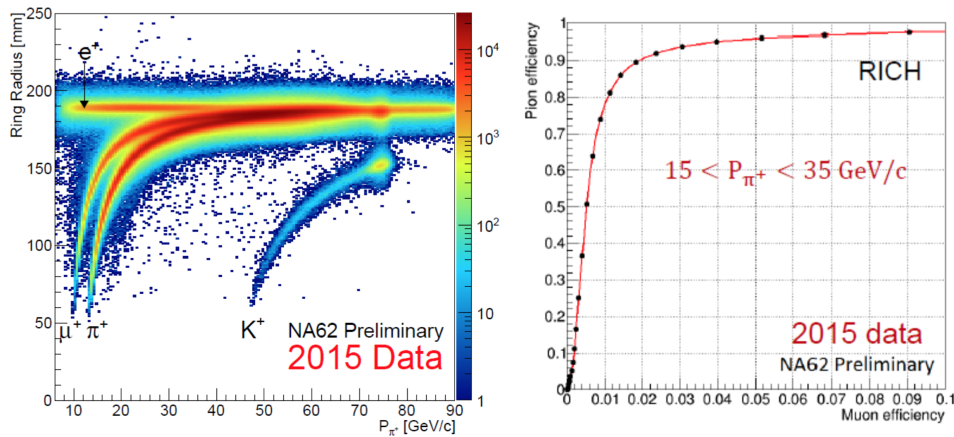 Ring Radius [mm]
250
200
150
100
50
0
e⁺
μ⁺ π⁺ K⁺
NA62 Preliminary
2015 Data
10 20 30 40 50 60 70 80 90
P_π⁺ [GeV/c]
10⁴
10³
10²
10
1
Pion efficiency
1
0.9
0.8
0.7
0.6
0.5
0.4
0.3
0.2
0.1
0
RICH
15 < P_π⁺ < 35 GeV/c
2015 data
NA62 Preliminary
0 0.01 0.02 0.03 0.04 0.05 0.06 0.07 0.08 0.09 0.1
Muon efficiency